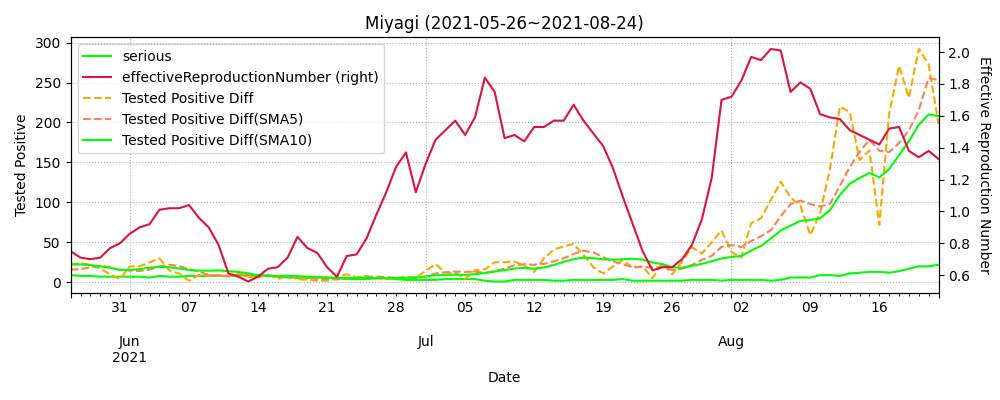 Miyagi (2021-05-26~2021-08-24)
serious
effectiveReproductionNumber (right)
Tested Positive Diff
Tested Positive Diff(SMA5)
Tested Positive Diff(SMA10)
Tested Positive
300
250
200
150
100
50
0
2.0
1.8
1.6
1.4
1.2
1.0
0.8
0.6
Effective Reproduction Number
31 07 14 21 28 05 12 19 26 02 09 16
Jun Jul Aug
2021
Date